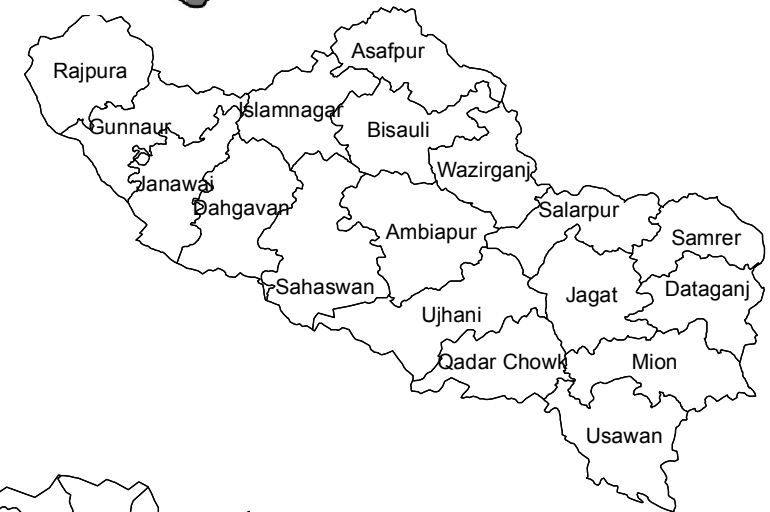 Asafpur
Rajpura
Islamnagar
Gunnaur
Bisauli
Wazirganj
Janawai
Dahgavan
Salarpur
Ambiapur
Samrer
Sahaswan
Dataganj
Jagat
Ujhani
Qadar Chowk
Mion
Usawan